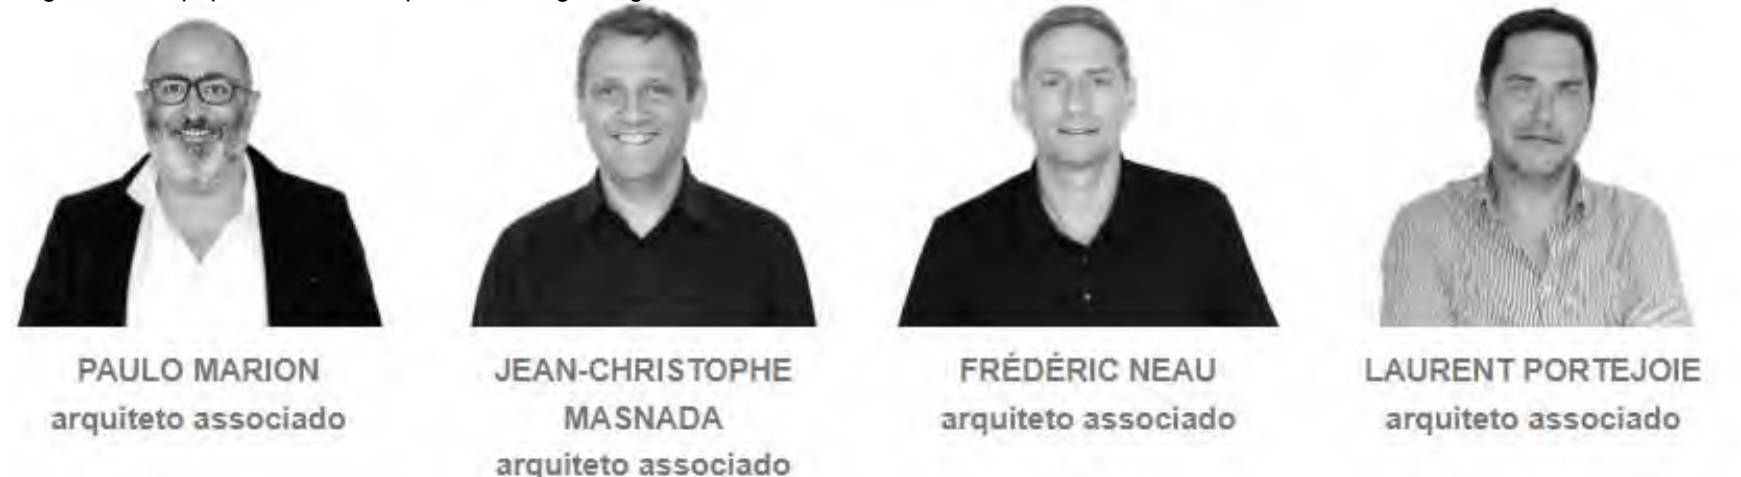 PAULO MARION
arquiteto associado
JEAN-CHRISTOPHE
MASNADA
arquiteto associado
FRÉDÉRIC NEAU
arquiteto associado
LAURENT PORTEJOIE
arquiteto associado